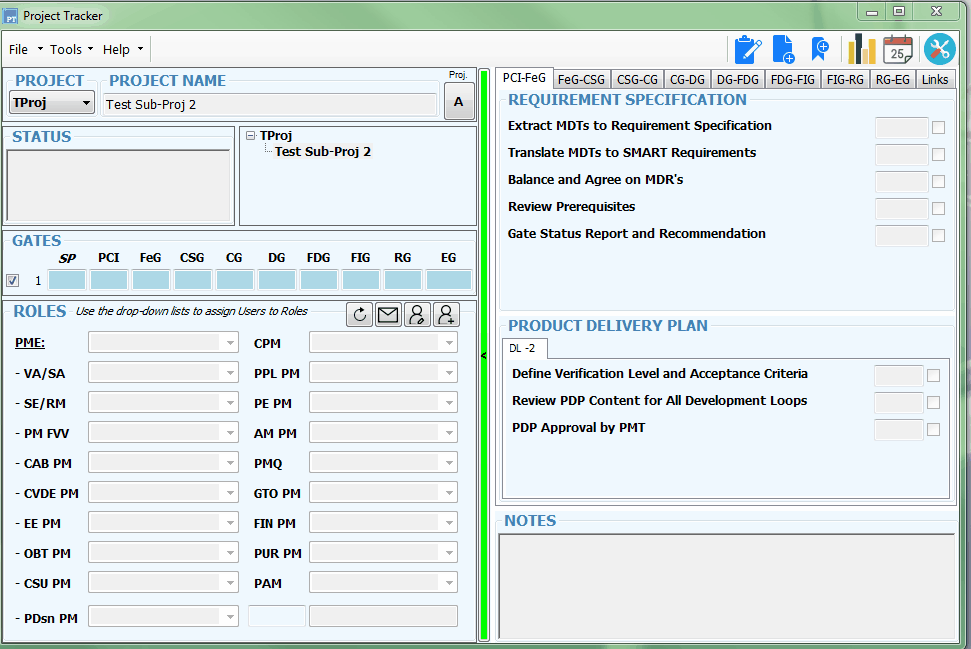 PT Project Tracker
File Tools Help
25
PROJECT
TProj
PROJECT NAME
Test Sub-Proj 2
Proj.
A
STATUS
TProj
Test Sub-Proj 2
GATES
SP PCI FeG CSG CG DG FDG FIG RG EG
1
ROLES Use the drop-down lists to assign Users to Roles
PME: CPM
- VA/SA PPL PM
- SE/RM PE PM
- PM FVV AM PM
- CAB PM PMQ
- CVDE PM GTO PM
- EE PM FIN PM
- OBT PM PUR PM
- CSU PM PAM
- PDsn PM
<
PCI-FeG FeG-CSG CSG-CG CG-DG DG-FDG FDG-FIG FIG-RG RG-EG Links
REQUIREMENT SPECIFICATION
Extract MDTs to Requirement Specification
Translate MDTs to SMART Requirements
Balance and Agree on MDR's
Review Prerequisites
Gate Status Report and Recommendation
PRODUCT DELIVERY PLAN
DL -2
Define Verification Level and Acceptance Criteria
Review PDP Content for All Development Loops
PDP Approval by PMT
NOTES